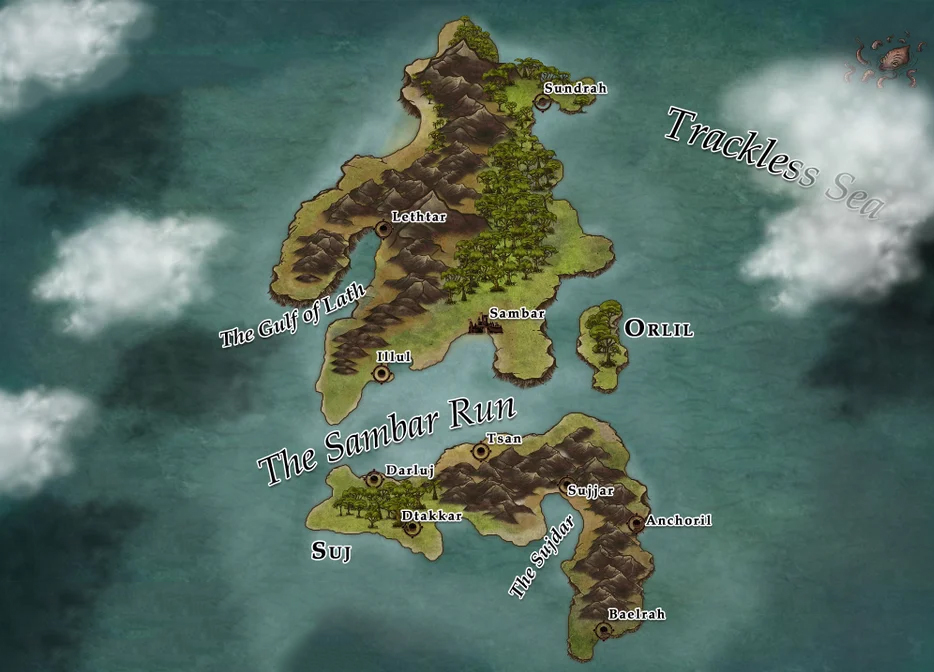 Sundrah
Trackless Sea
Lethtar
The Gulf of Lath
Sambar
Orlil
Illul
The Sambar Run
Tsan
Darluj
Sujjar
Dtakkar
Anchoril
Suj
The Sujdar
Baelrah